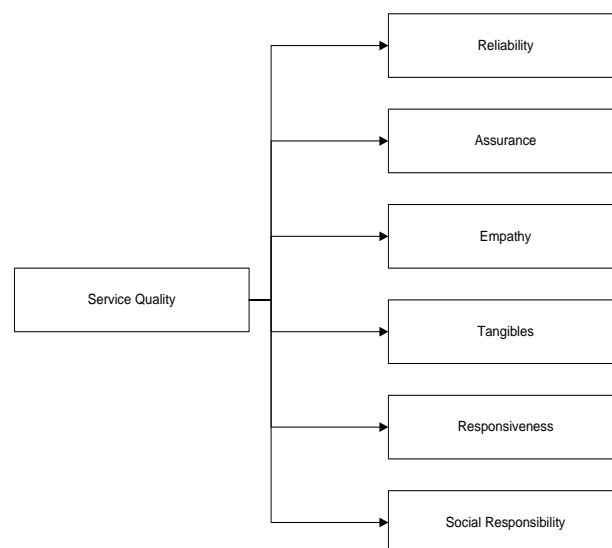 Reliability
Assurance
Empathy
Service Quality
Tangibles
Responsiveness
Social Responsibility